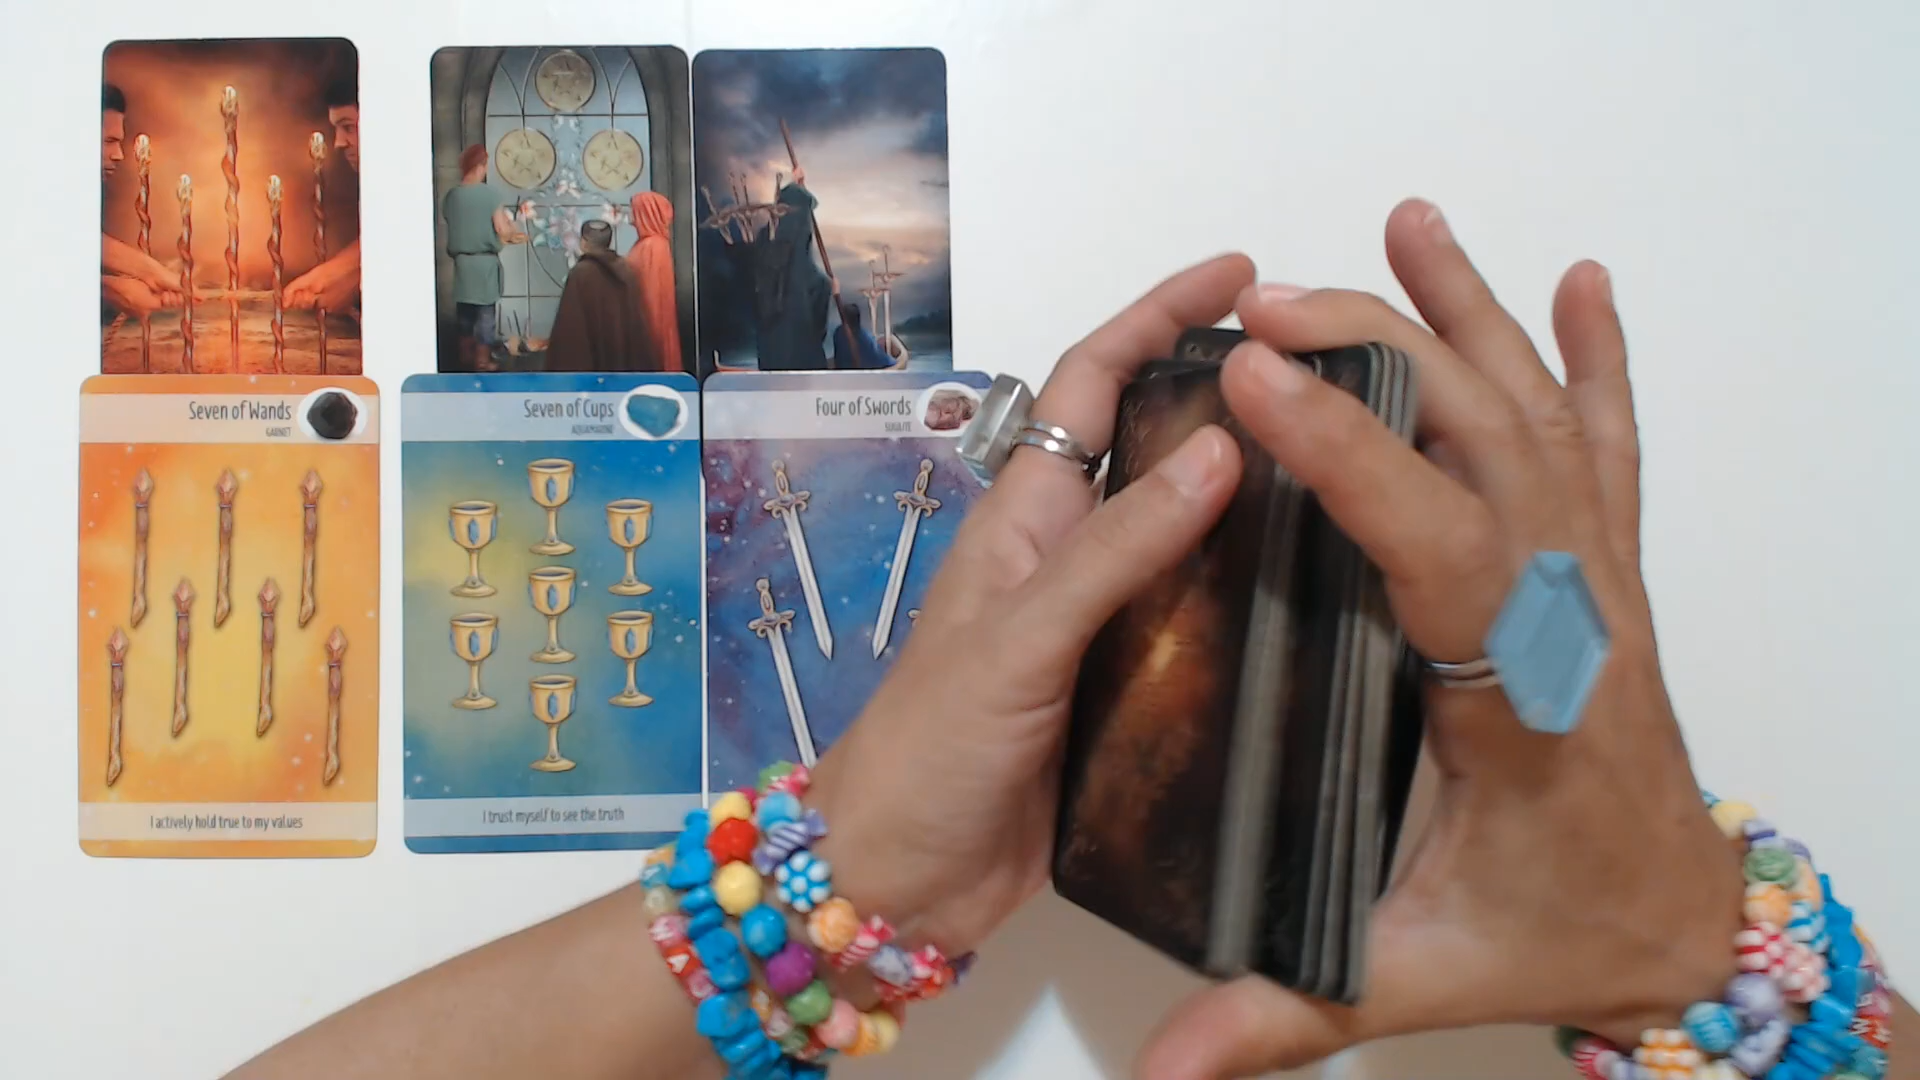 Seven of Wands
GARNET
Seven of Cups
AQUAMARINE
Four of Swords
SUGILITE
I actively hold true to my values
I trust myself to see the truth